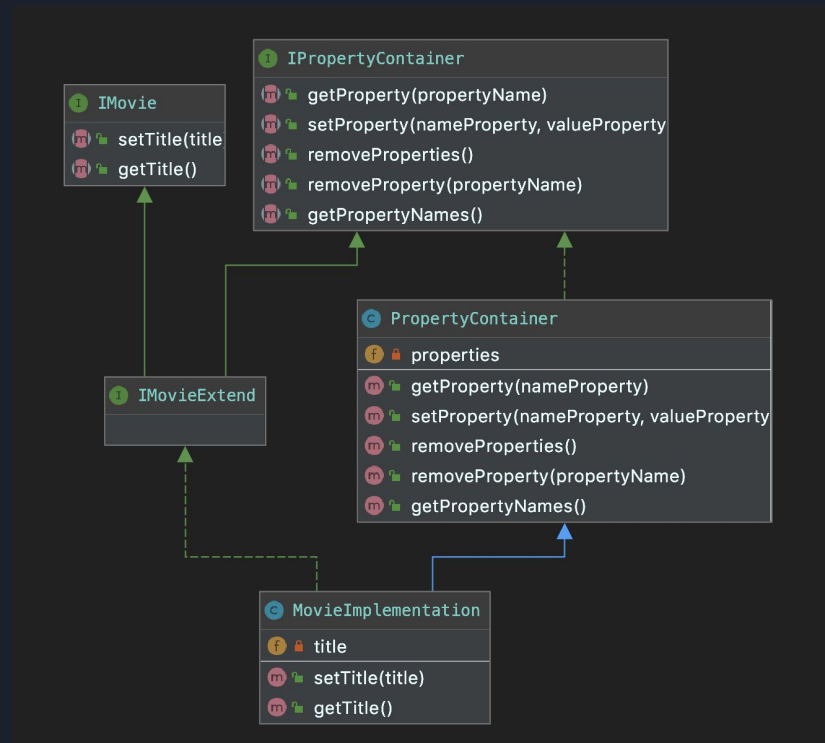 IPropertyContainer
getProperty(propertyName)
setProperty(nameProperty, valueProperty
removeProperties()
removeProperty(propertyName)
getPropertyNames()
IMovie
setTitle(title
getTitle()
PropertyContainer
properties
getProperty(nameProperty)
setProperty(nameProperty, valueProperty
removeProperties()
removeProperty(propertyName)
getPropertyNames()
IMovieExtend
MovieImplementation
title
setTitle(title)
getTitle()